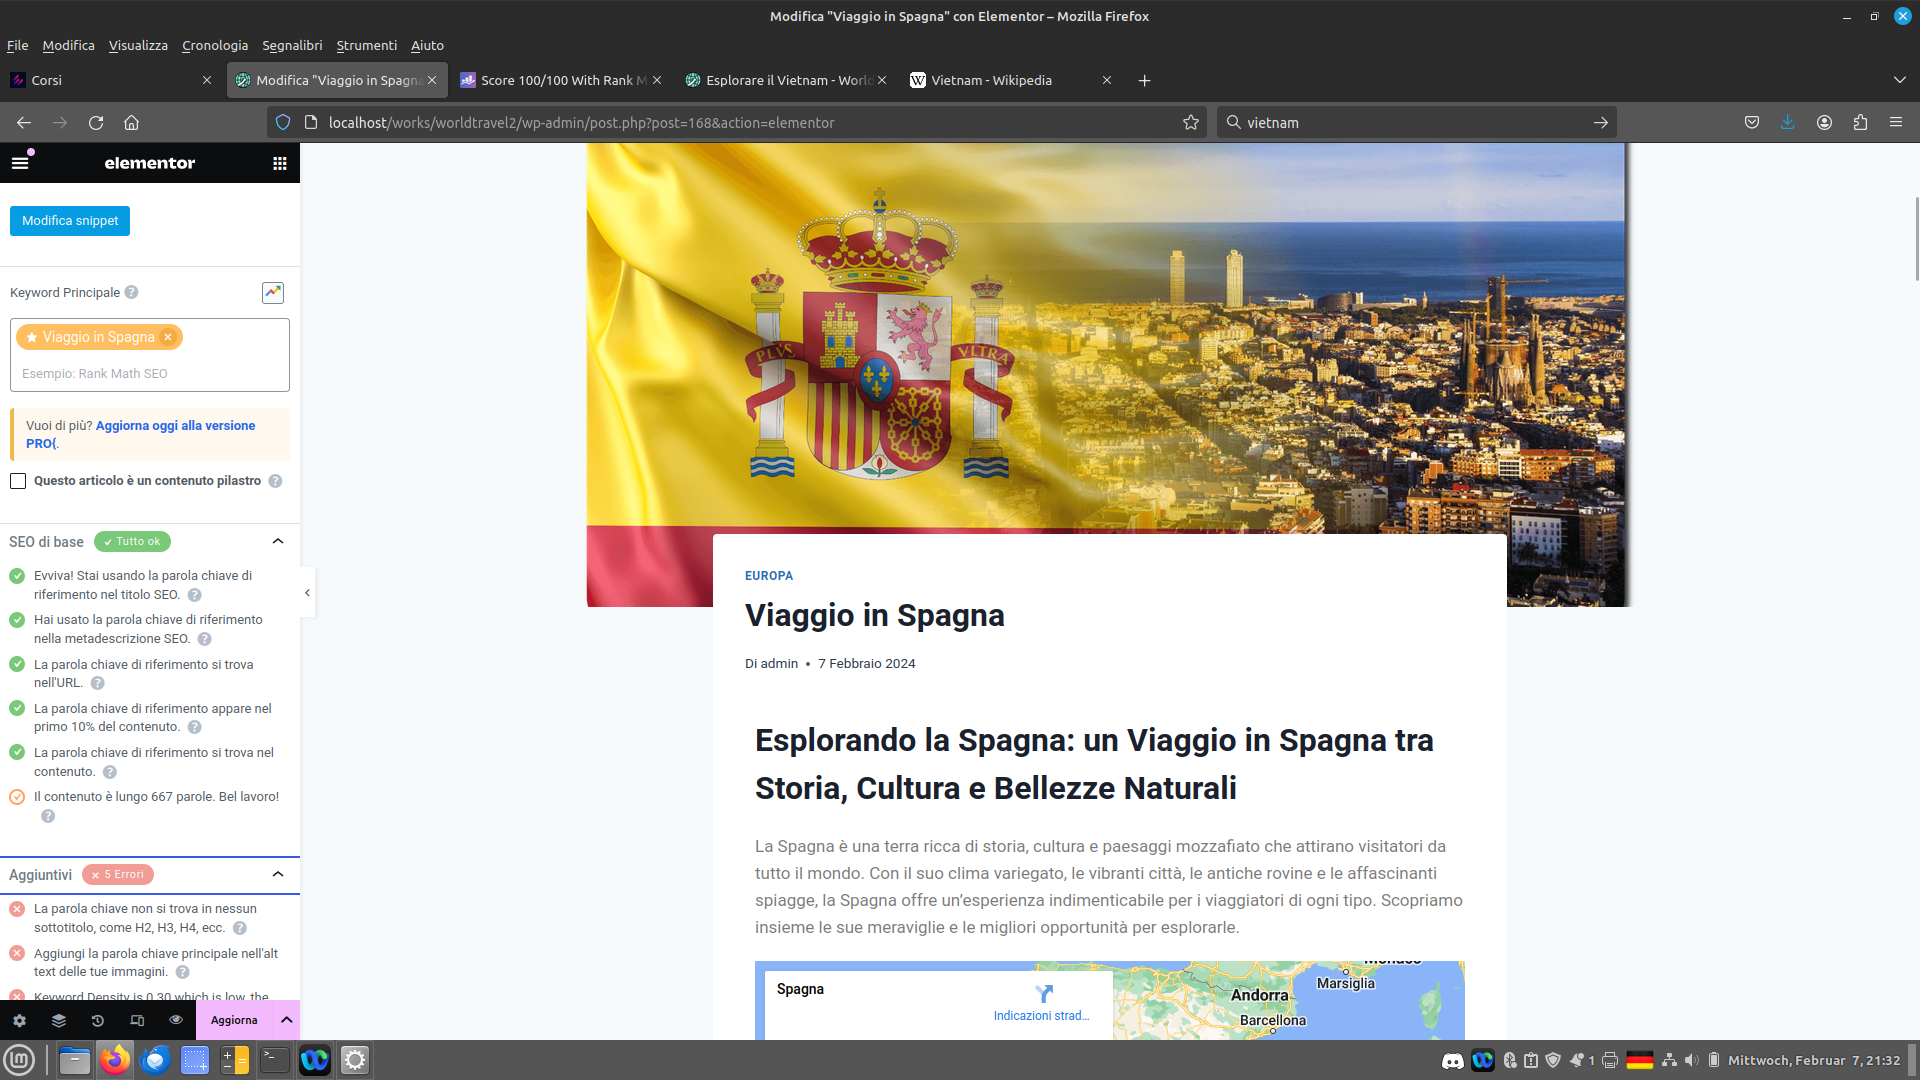 Modifica "Viaggio in Spagna" con Elementor – Mozilla Firefox
File Modifica Visualizza Cronologia Segnalibri Strumenti Aiuto
Corsi
Modifica "Viaggio in Spagna
Score 100/100 With Rank M
Esplorare il Vietnam - World
Vietnam - Wikipedia
localhost/works/worldtravel2/wp-admin/post.php?post=168&action=elementor
vietnam
elementor
Modifica snippet
Keyword Principale ?
Viaggio in Spagna
Esempio: Rank Math SEO
Vuoi di più? Aggiorna oggi alla versione
PRO{.
Questo articolo è un contenuto pilastro ?
SEO di base Tutto ok
Evviva! Stai usando la parola chiave di
riferimento nel titolo SEO. ?
Hai usato la parola chiave di riferimento
nella metadescrizione SEO. ?
La parola chiave di riferimento si trova
nell'URL. ?
La parola chiave di riferimento appare nel
primo 10% del contenuto. ?
La parola chiave di riferimento si trova nel
contenuto. ?
Il contenuto è lungo 667 parole. Bel lavoro!
?
Aggiuntivi × 5 Errori
La parola chiave non si trova in nessun
sottotitolo, come H2, H3, H4, ecc. ?
Aggiungi la parola chiave principale nell'alt
text delle tue immagini. ?
Keyword Density is 0.30 which is low, the
Aggiorna
PLVS
VLTRA
EUROPA
Viaggio in Spagna
Di admin • 7 Febbraio 2024
Esplorando la Spagna: un Viaggio in Spagna tra
Storia, Cultura e Bellezze Naturali
La Spagna è una terra ricca di storia, cultura e paesaggi mozzafiato che attirano visitatori da
tutto il mondo. Con il suo clima variegato, le vibranti città, le antiche rovine e le affascinanti
spiagge, la Spagna offre un'esperienza indimenticabile per i viaggiatori di ogni tipo. Scopriamo
insieme le sue meraviglie e le migliori opportunità per esplorarle.
Spagna
Indicazioni strad...
Monaco
Marsiglia
Andorra
Barcellona
1
Mittwoch, Februar 7, 21:32